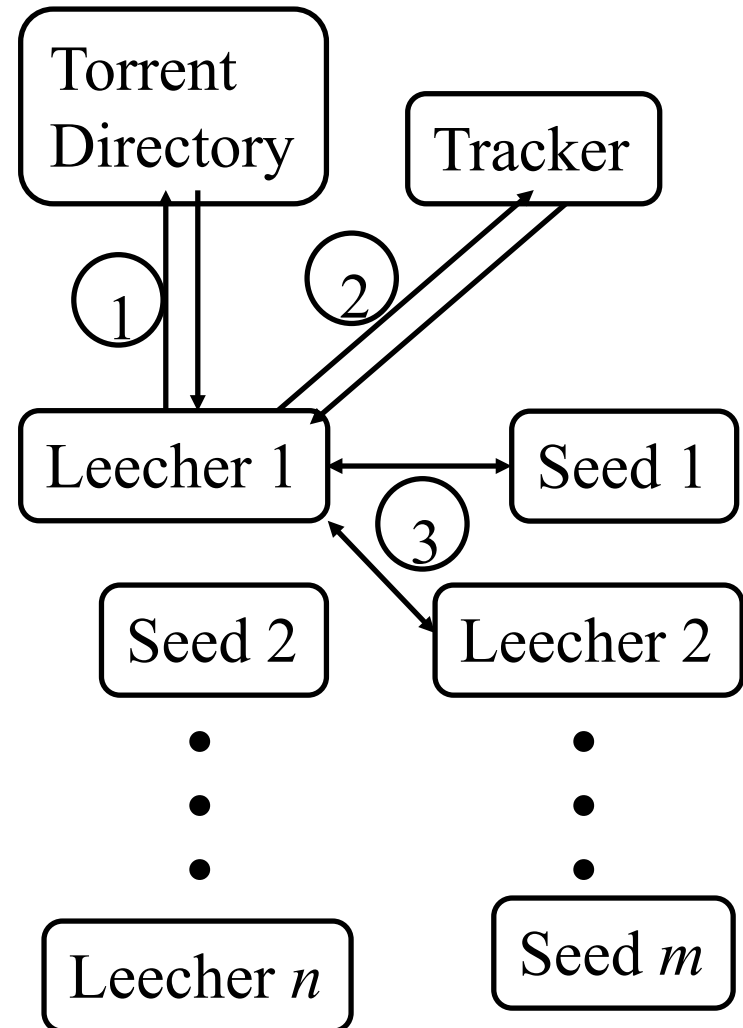 Torrent
Directory
Tracker
1
2
Leecher 1
Seed 1
3
Seed 2
Leecher 2
Leecher n
Seed m